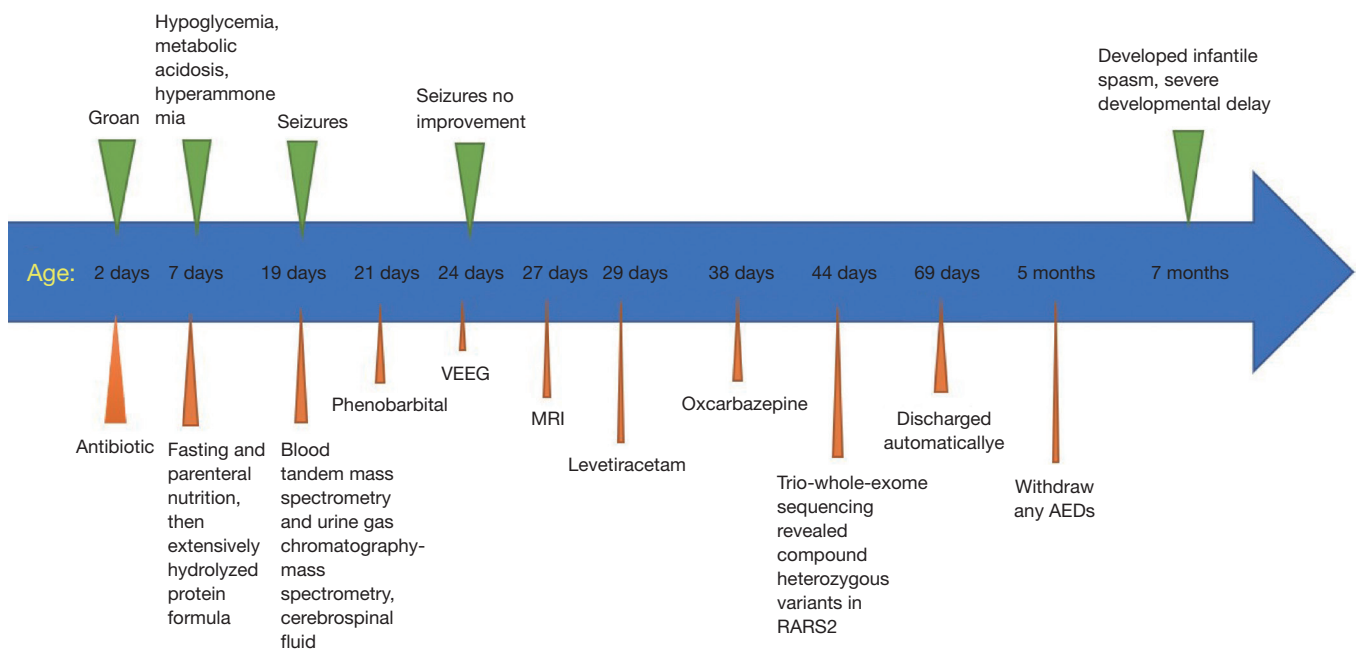 Hypoglycemia,
metabolic
acidosis,
hyperammone
mia
Groan
Seizures
Seizures no
improvement
Developed infantile
spasm, severe
developmental delay
Age: 2 days 7 days 19 days 21 days 24 days 27 days 29 days 38 days 44 days 69 days 5 months 7 months
Antibiotic
Fasting and
parenteral
nutrition,
then
extensively
hydrolyzed
protein
formula
Blood
tandem mass
spectrometry
and urine gas
chromatography-
mass
spectrometry,
cerebrospinal
fluid
Phenobarbital
VEEG
MRI
Levetiracetam
Oxcarbazepine
Trio-whole-exome
sequencing
revealed
compound
heterozygous
variants in
RARS2
Discharged
automaticallye
Withdraw
any AEDs